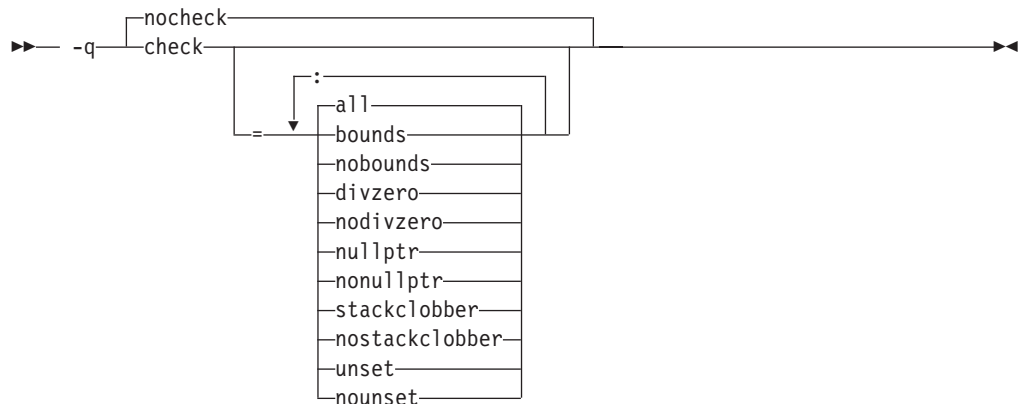 nocheck
-q check
:
all
= bounds
nobounds
divzero
nodivzero
nullptr
nonullptr
stackclobber
nostackclobber
unset
nounset